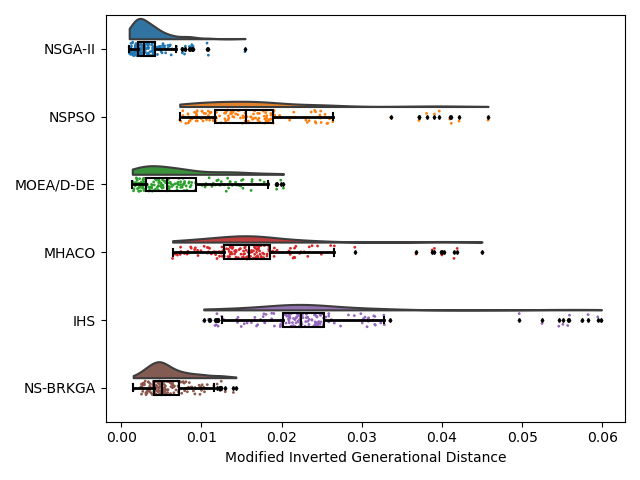 NSGA-II
NSPSO
MOEA/D-DE
MHACO
IHS
NS-BRKGA
0.00 0.01 0.02 0.03 0.04 0.05 0.06
Modified Inverted Generational Distance